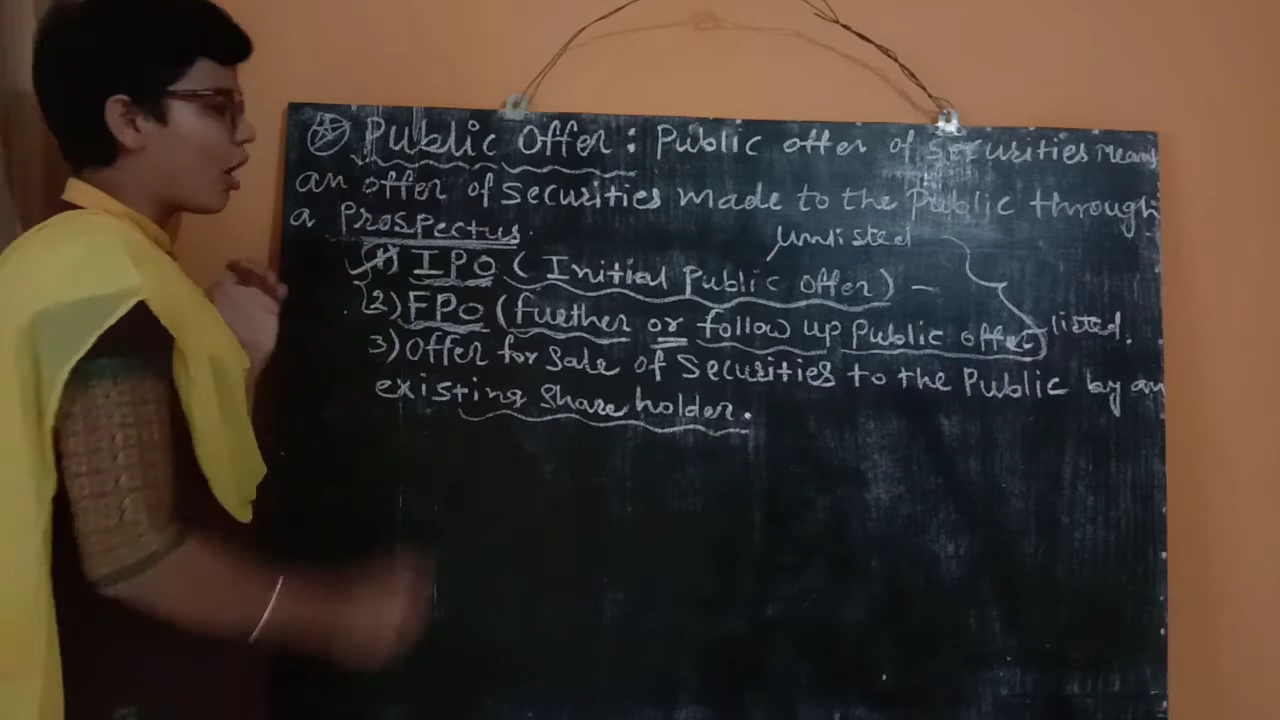 Public Offer : Public offer of securities means
an offer of securities made to the Public through
a Prospectus.
unlisted
(1) IPO (Initial Public offer) -
(2) FPO (further or follow up Public offer) listed.
3) Offer for Sale of Securities to the Public by an
existing Share holder.